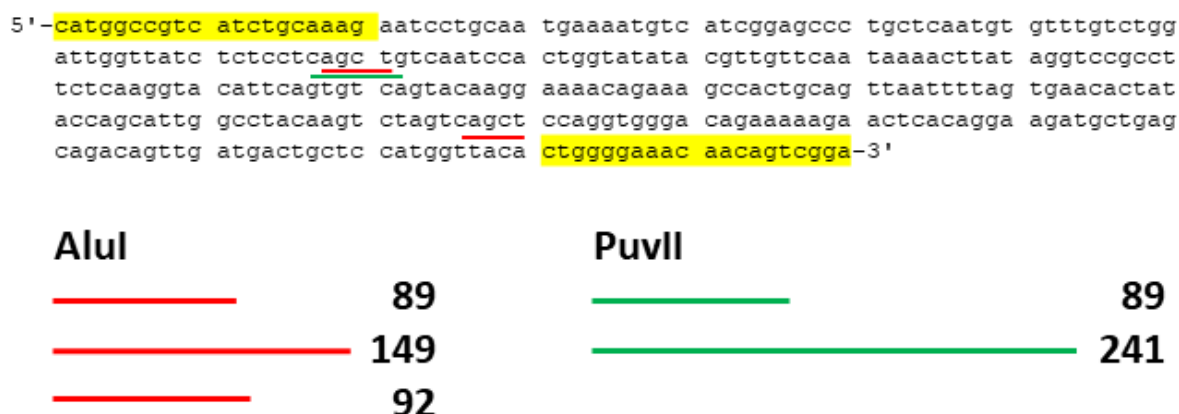 5'-catggccgtc atctgcaaag aatcctgcaa tgaaaatgtc atcggagccc tgctcaatgt gtttgtctgg
attggttatc tctcctcagc tgtcaatcca ctggtatata cgttgttcaa taaaacttat aggtccgcct
tctcaaggta cattcagtgt cagtacaagg aaaacagaaa gccactgcag ttaattttag tgaacactat
accagcattg gcctacaagt ctagtcagct ccaggtggga cagaaaaaga actcacagga agatgctgag
cagacagttg atgactgctc catggttaca ctggggaaac aacagtcgga-3'
AluI PuvII
89 89
149 241
92